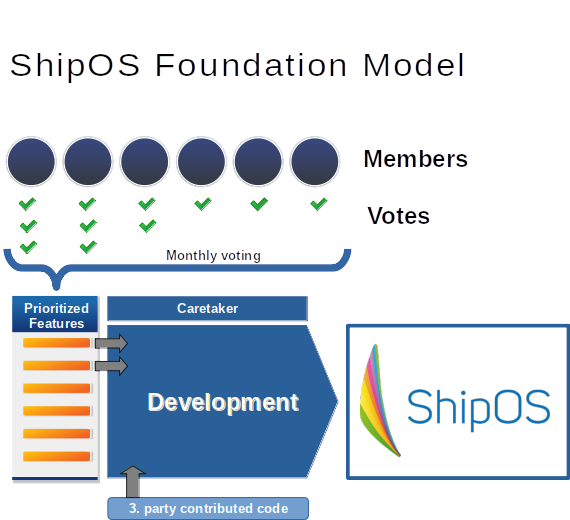 ShipOS Foundation Model
Members
Votes
Monthly voting
Prioritized
Features
Caretaker
Development
ShipOS
3. party contributed code